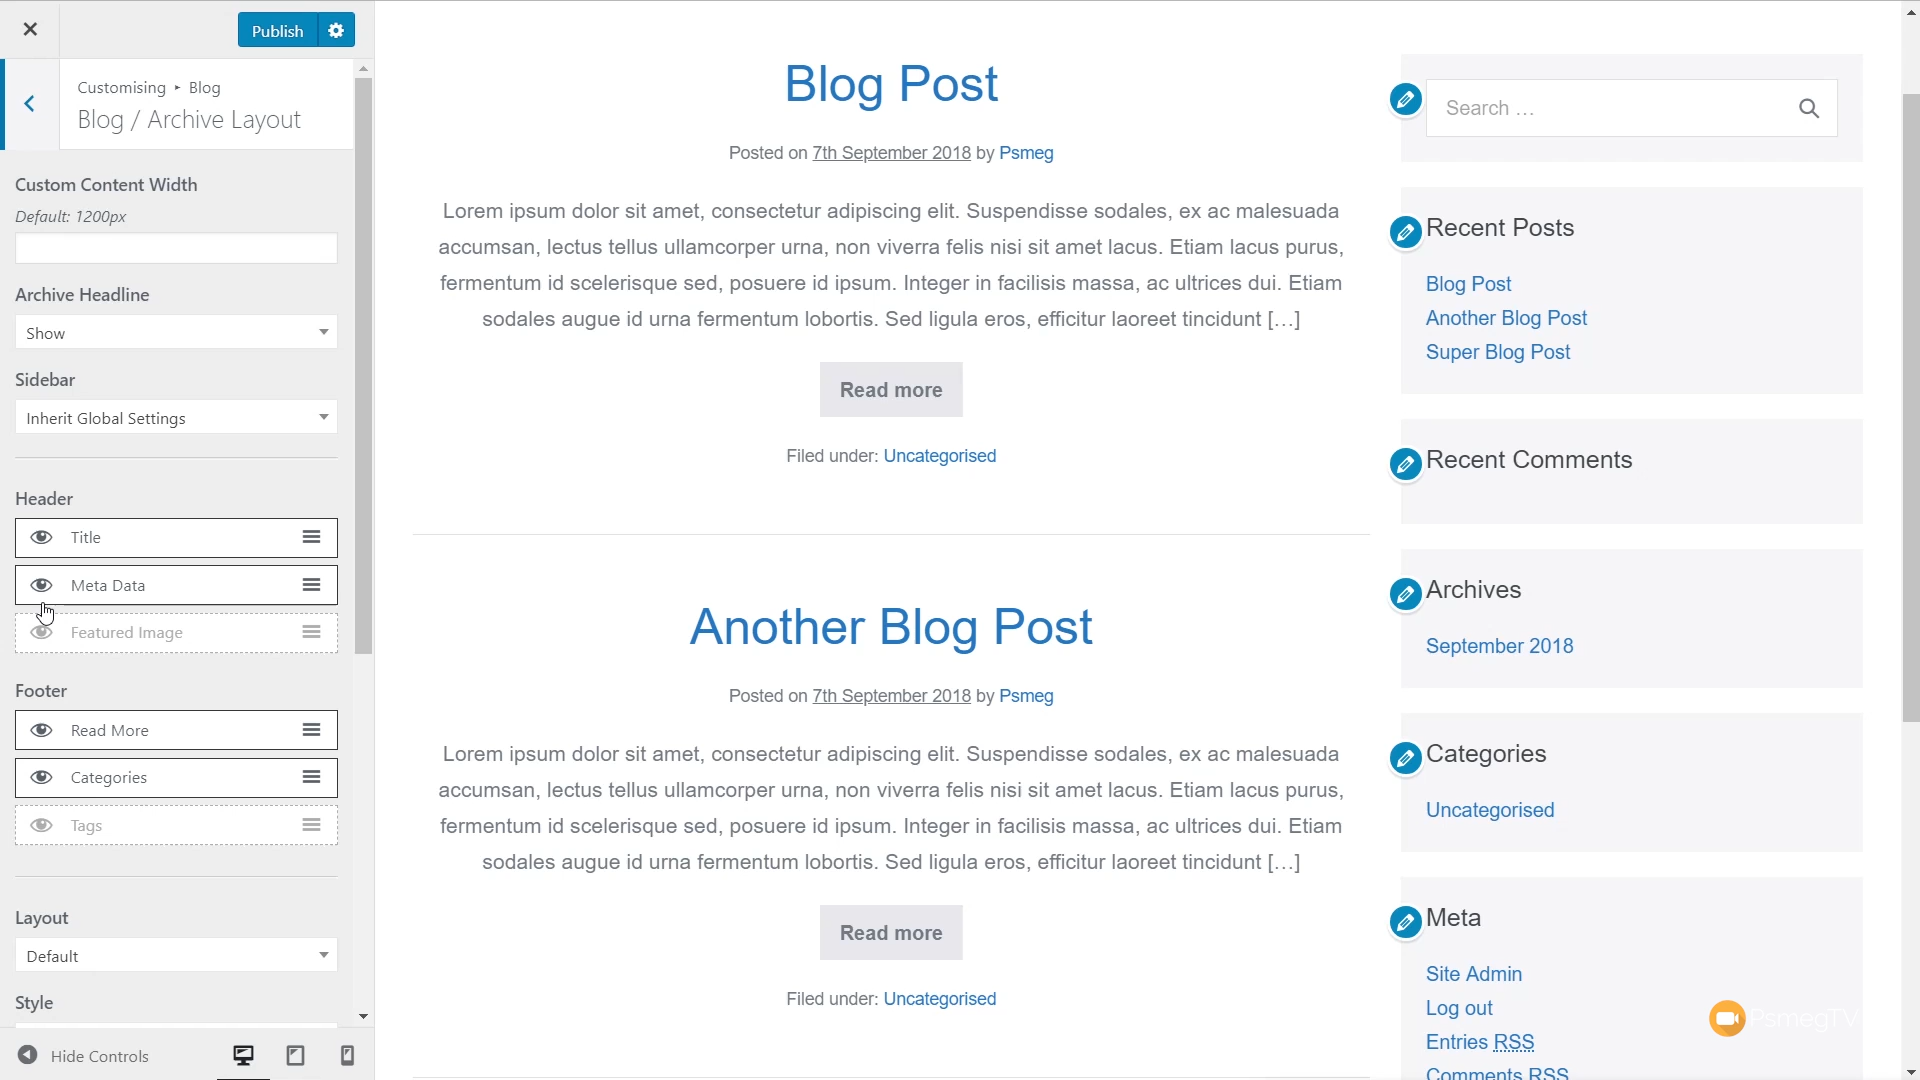 Publish
Customising ▸ Blog
Blog / Archive Layout
Custom Content Width
Default: 1200px
Archive Headline
Show
Sidebar
Inherit Global Settings
Header
Title
Meta Data
Featured Image
Footer
Read More
Categories
Tags
Layout
Default
Style
Hide Controls
Blog Post
Posted on 7th September 2018 by Psmeg
Lorem ipsum dolor sit amet, consectetur adipiscing elit. Suspendisse sodales, ex ac malesuada
accumsan, lectus tellus ullamcorper urna, non viverra felis nisi sit amet lacus. Etiam lacus purus,
fermentum id scelerisque sed, posuere id ipsum. Integer in facilisis massa, ac ultrices dui. Etiam
sodales augue id urna fermentum lobortis. Sed ligula eros, efficitur laoreet tincidunt […]
Read more
Filed under: Uncategorised
Another Blog Post
Posted on 7th September 2018 by Psmeg
Lorem ipsum dolor sit amet, consectetur adipiscing elit. Suspendisse sodales, ex ac malesuada
accumsan, lectus tellus ullamcorper urna, non viverra felis nisi sit amet lacus. Etiam lacus purus,
fermentum id scelerisque sed, posuere id ipsum. Integer in facilisis massa, ac ultrices dui. Etiam
sodales augue id urna fermentum lobortis. Sed ligula eros, efficitur laoreet tincidunt […]
Read more
Filed under: Uncategorised
Search …
Recent Posts
Blog Post
Another Blog Post
Super Blog Post
Recent Comments
Archives
September 2018
Categories
Uncategorised
Meta
Site Admin
Log out
Entries RSS
Comments RSS
PsmegTV